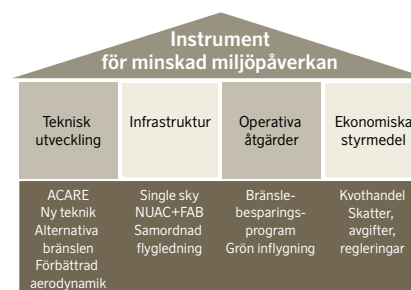 Instrument
för minskad miljöpåverkan
Teknisk
utveckling
Infrastruktur
Operativa
åtgärder
Ekonomiska
styrmedel
ACARE
Ny teknik
Alternativa
bränslen
Förbättrad
aerodynamik
Single sky
NUAC+FAB
Samordnad
flygledning
Bränsle-
besparings-
program
Grön inflygning
Kvothandel
Skatter,
avgifter,
regleringar